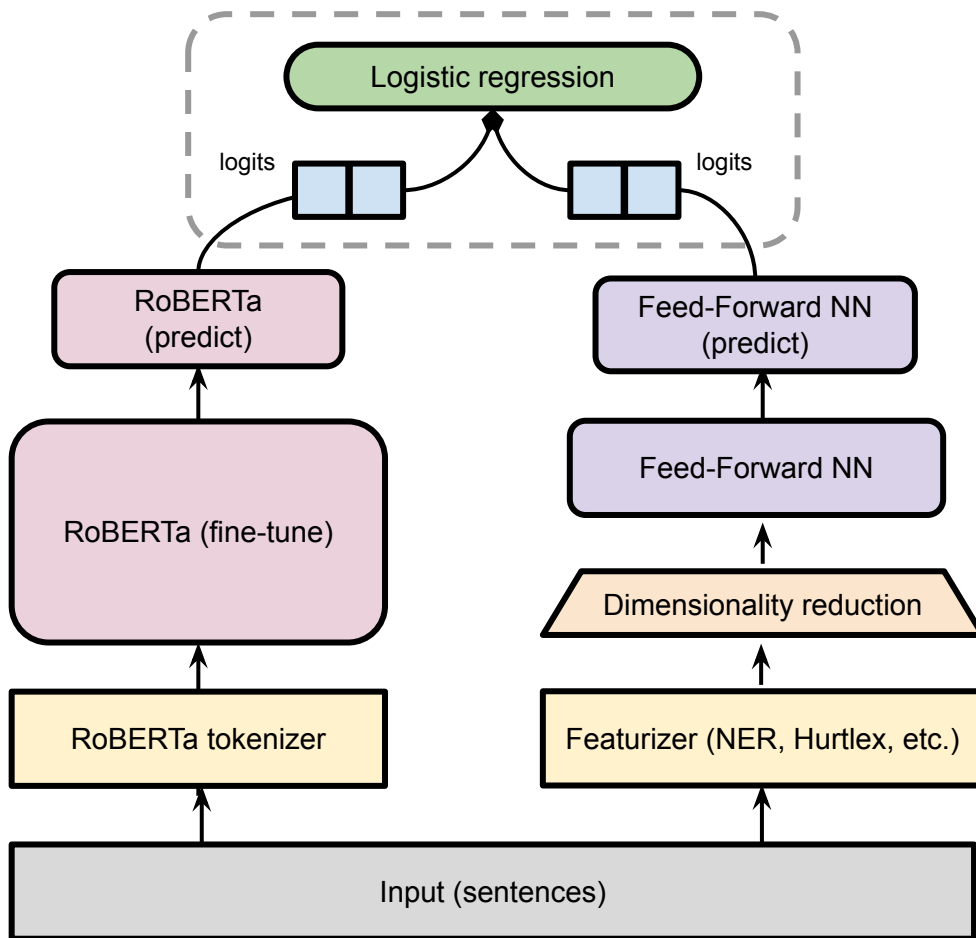 Logistic regression
logits
logits
RoBERTa
(predict)
Feed-Forward NN
(predict)
RoBERTa (fine-tune)
Feed-Forward NN
Dimensionality reduction
RoBERTa tokenizer
Featurizer (NER, Hurtlex, etc.)
Input (sentences)